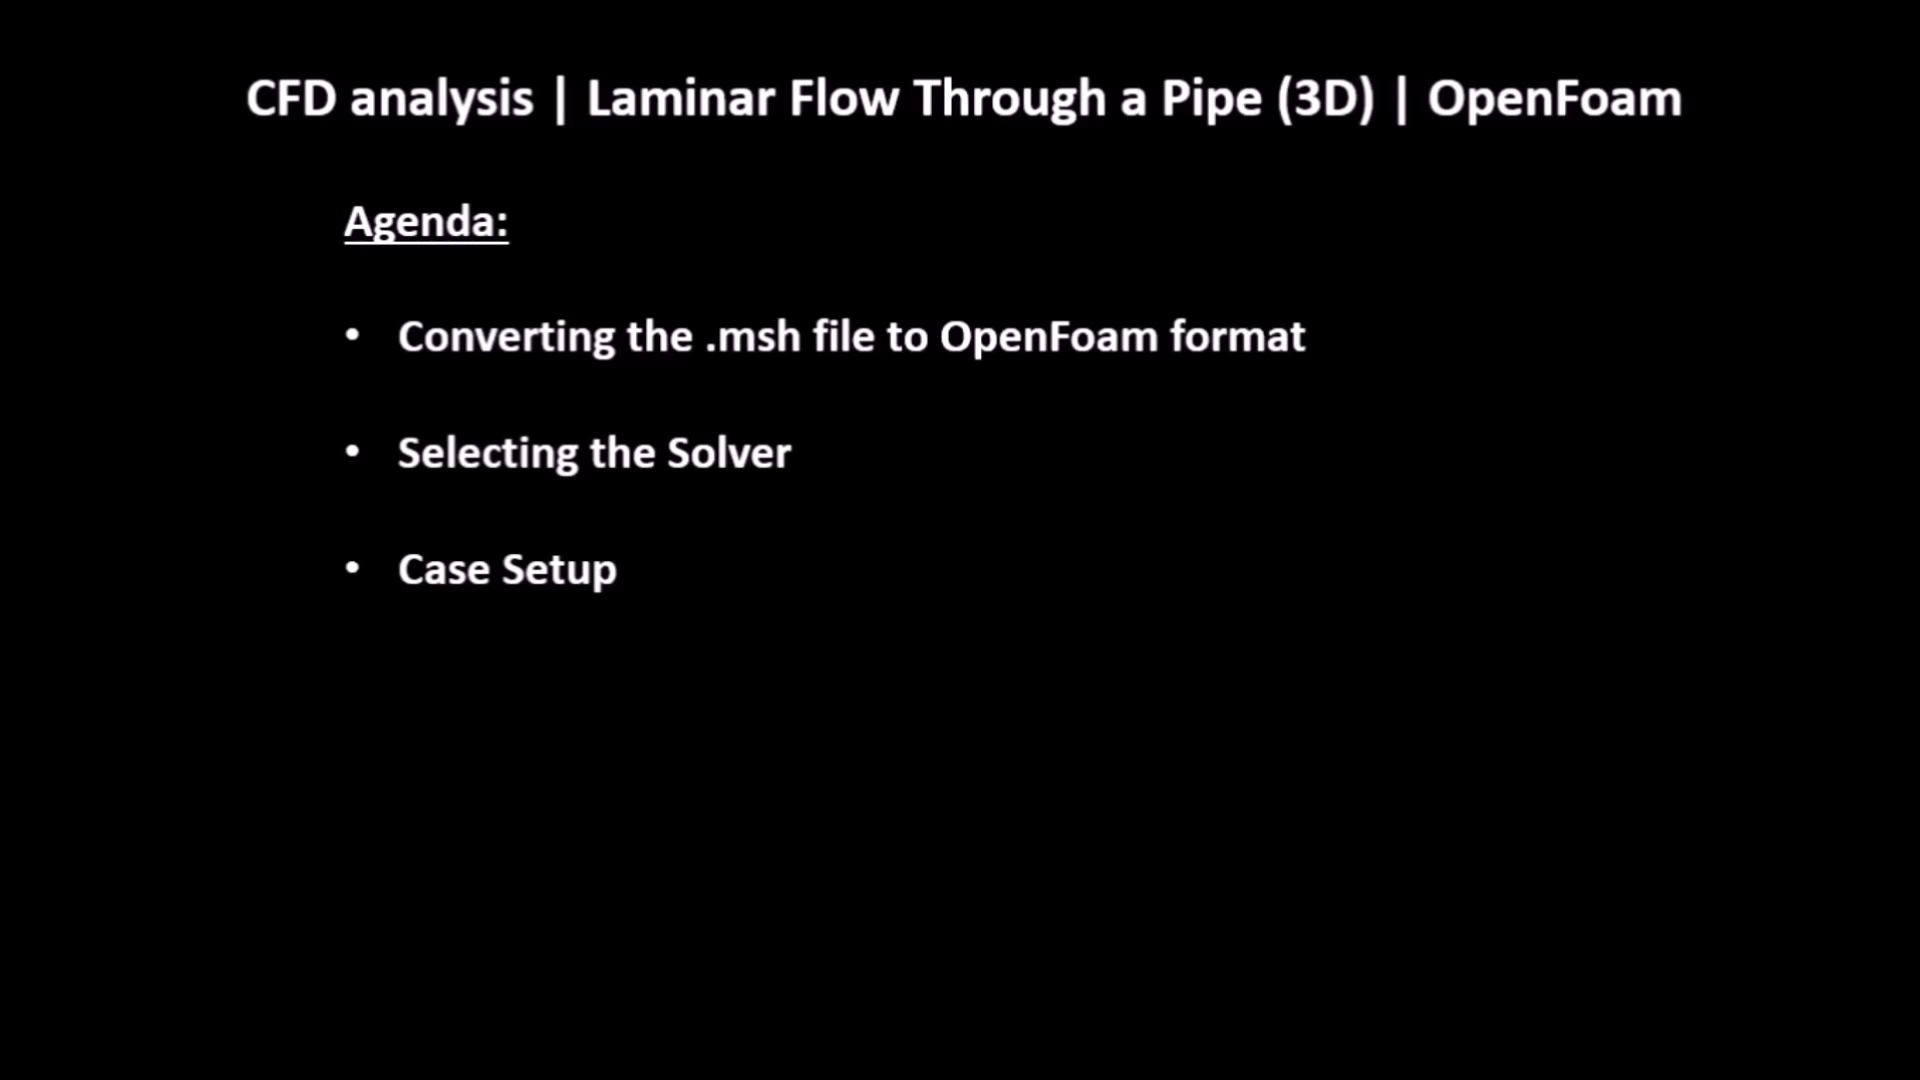 CFD analysis | Laminar Flow Through a Pipe (3D) | OpenFoam
Agenda:
• Converting the .msh file to OpenFoam format
• Selecting the Solver
• Case Setup